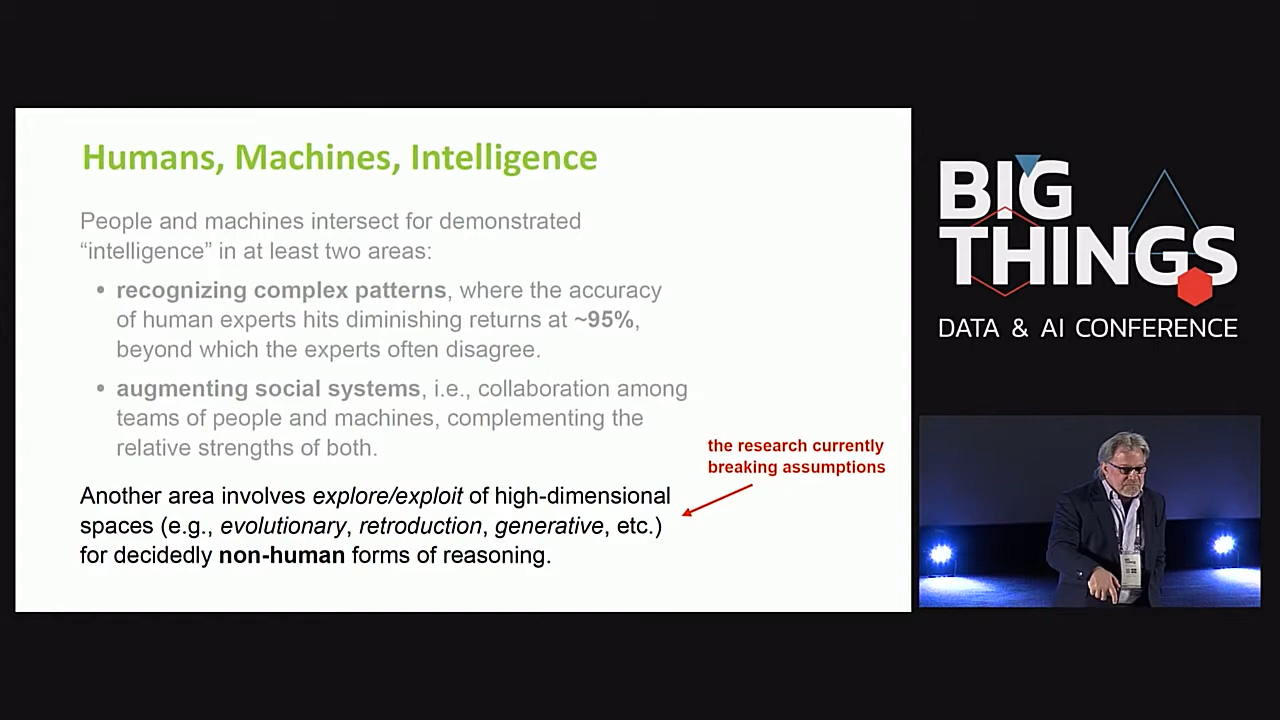 Humans, Machines, Intelligence
People and machines intersect for demonstrated
“intelligence” in at least two areas:
• recognizing complex patterns, where the accuracy
of human experts hits diminishing returns at ~95%,
beyond which the experts often disagree.
• augmenting social systems, i.e., collaboration among
teams of people and machines, complementing the
relative strengths of both.
the research currently
breaking assumptions
Another area involves explore/exploit of high-dimensional
spaces (e.g., evolutionary, retroduction, generative, etc.)
for decidedly non-human forms of reasoning.
BIG
THINGS
DATA & AI CONFERENCE